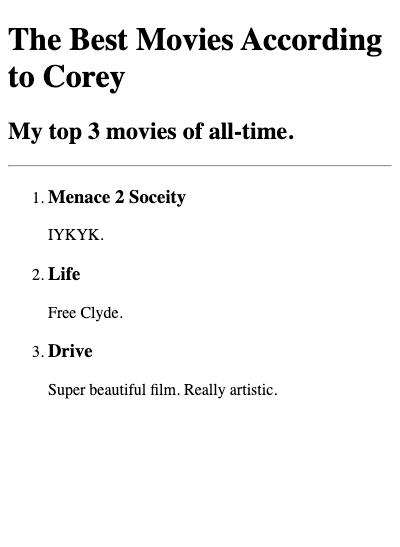 The Best Movies According
to Corey
My top 3 movies of all-time.
1. Menace 2 Soceity
IYKYK.
2. Life
Free Clyde.
3. Drive
Super beautiful film. Really artistic.